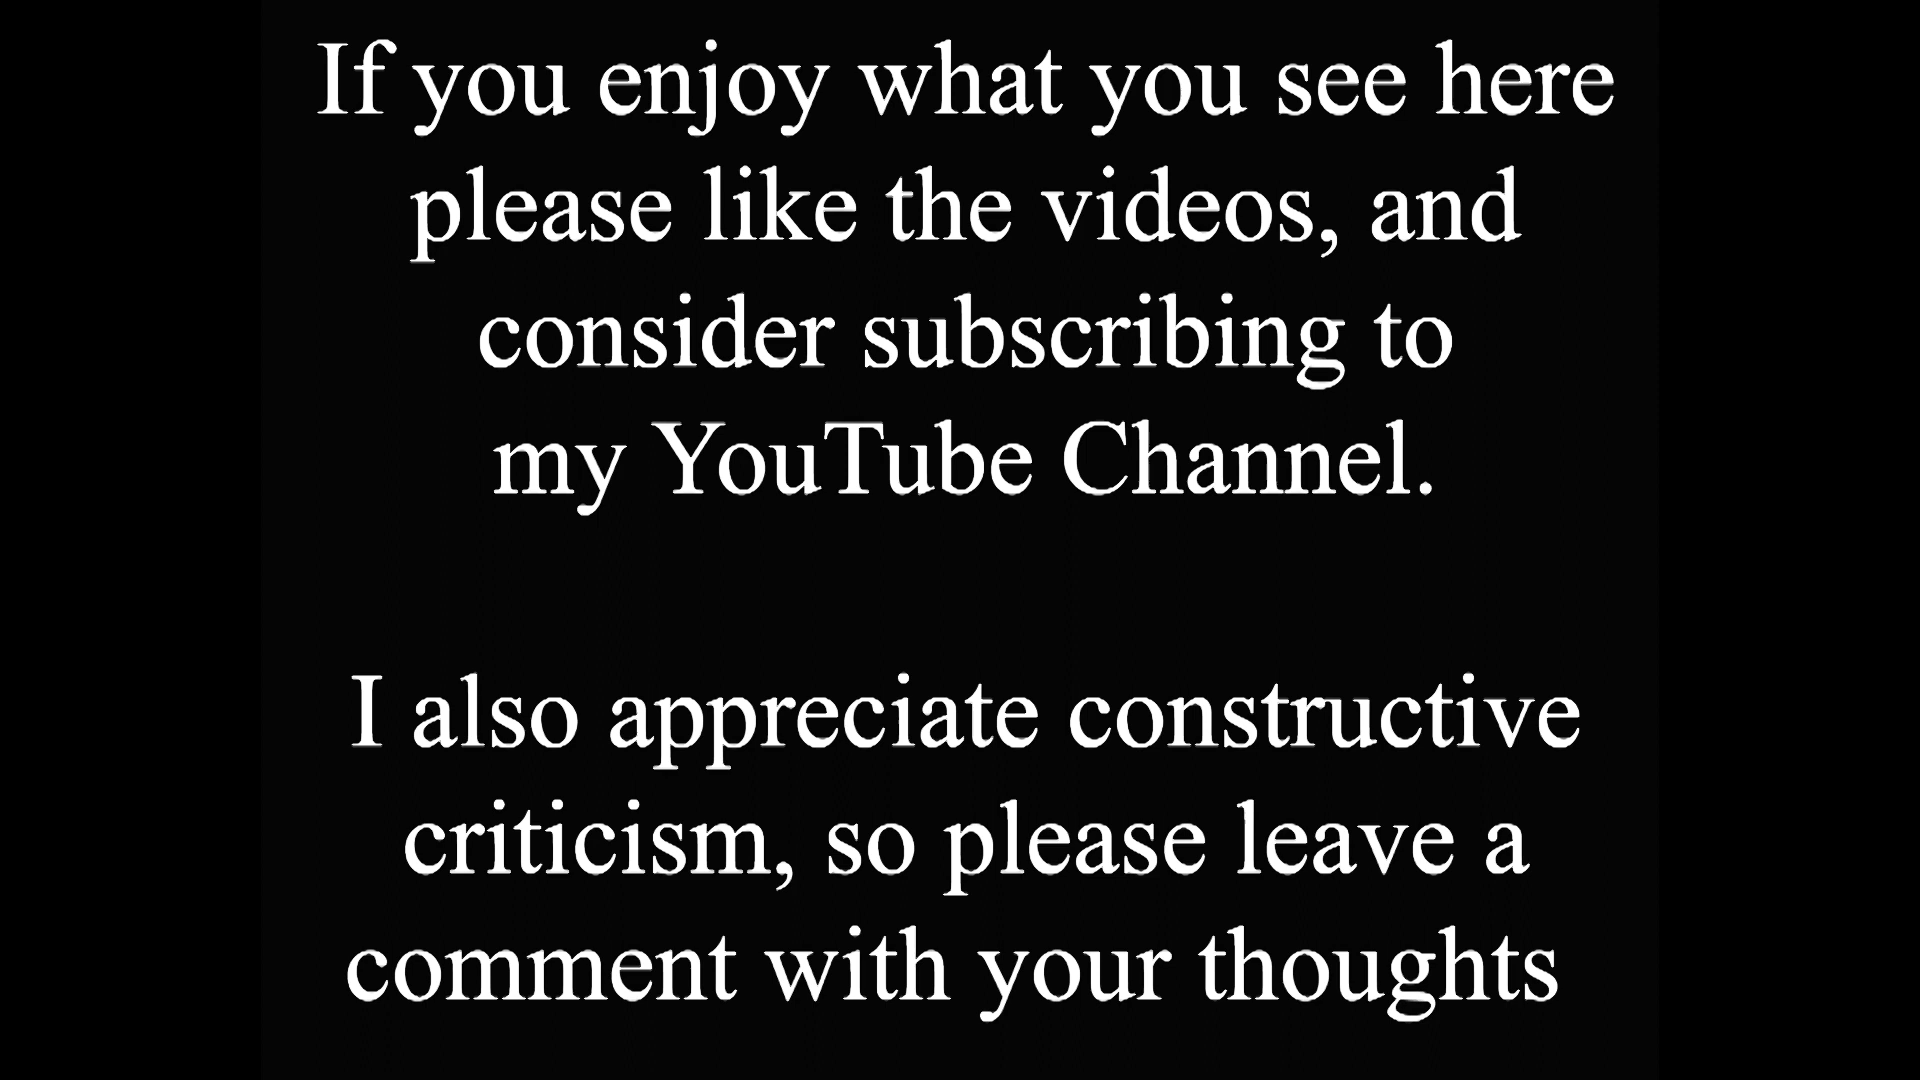 If you enjoy what you see here
please like the videos, and
consider subscribing to
my YouTube Channel.
I also appreciate constructive
criticism, so please leave a
comment with your thoughts